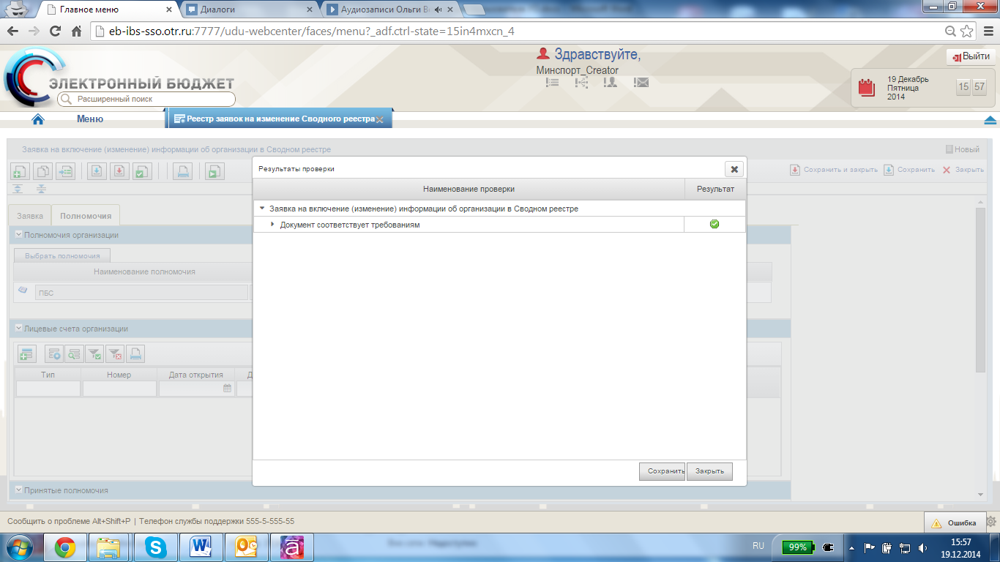 Главное меню
Диалоги
Аудиозаписи Ольги В
eb-ibs-sso.otr.ru:7777/udu-webcenter/faces/menu?_adf.ctrl-state=15in4mxcn_4
ЭЛЕКТРОННЫЙ БЮДЖЕТ
Расширенный поиск
Здравствуйте,
Минспорт_Creator
Выйти
19 Декабрь
Пятница
2014
15 57
Меню
Реестр заявок на изменение Сводного реестра
Заявка на включение (изменение) информации об организации в Сводном реестре
Новый
Сохранить и закрыть
Сохранить
Закрыть
Заявка
Полномочия
Полномочия организации
Выбрать полномочия
Наименование полномочия
ПБС
Лицевые счета организации
Тип
Номер
Дата открытия
Д
Принятые полномочия
Результаты проверки
Наименование проверки
Результат
Заявка на включение (изменение) информации об организации в Сводном реестре
Документ соответствует требованиям
Сохранить
Закрыть
Сообщить о проблеме Alt+Shift+P | Телефон службы поддержки 555-5-555-55
Ошибка
RU
99%
15:57
19.12.2014